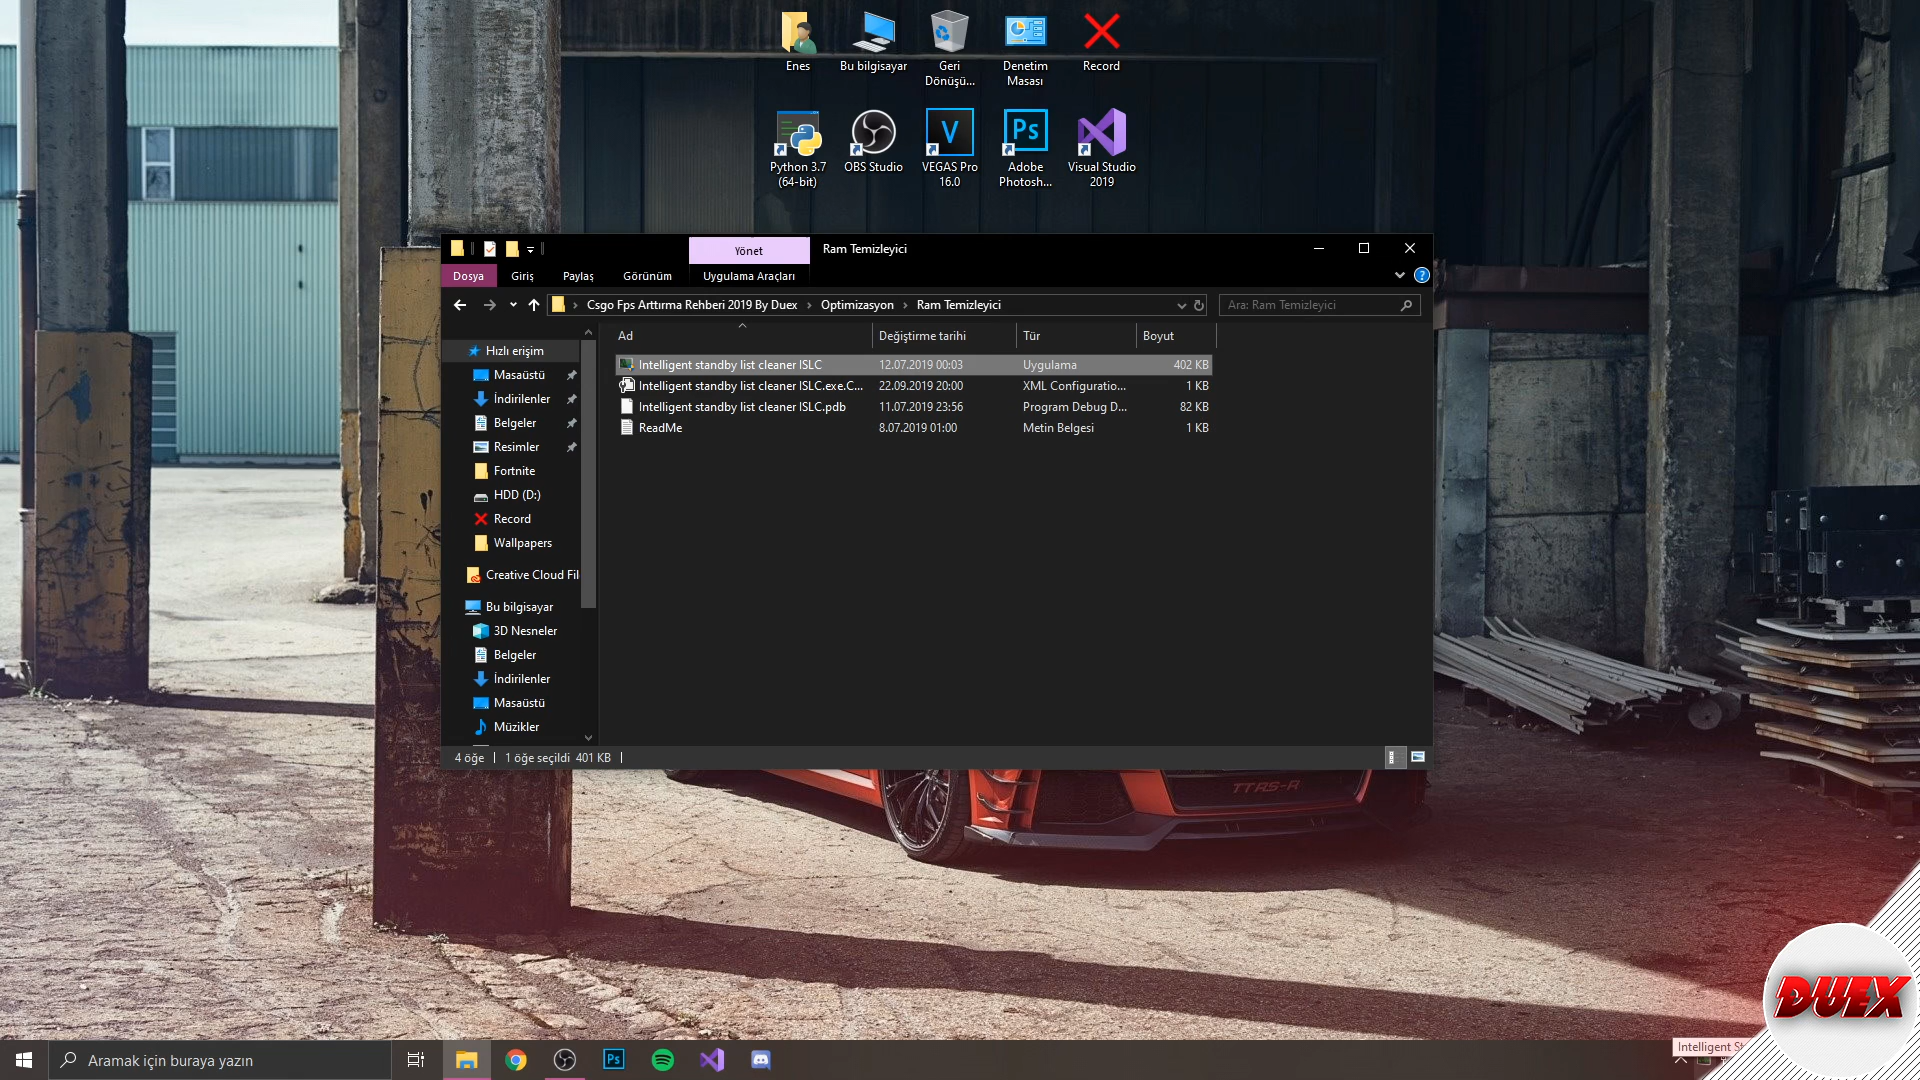 Enes
Bu bilgisayar
Geri
Dönüşü...
Denetim
Masası
Record
Python 3.7
(64-bit)
OBS Studio
VEGAS Pro
16.0
Adobe
Photosh...
Visual Studio
2019
Yönet
Ram Temizleyici
Dosya
Giriş
Paylaş
Görünüm
Uygulama Araçları
Csgo Fps Arttırma Rehberi 2019 By Duex > Optimizasyon > Ram Temizleyici
Ara: Ram Temizleyici
Ad
Değiştirme tarihi
Tür
Boyut
Intelligent standby list cleaner ISLC 12.07.2019 00:03 Uygulama 402 KB
Intelligent standby list cleaner ISLC.exe.C... 22.09.2019 20:00 XML Configuratio... 1 KB
Intelligent standby list cleaner ISLC.pdb 11.07.2019 23:56 Program Debug D... 82 KB
ReadMe 8.07.2019 01:00 Metin Belgesi 1 KB
Hızlı erişim
Masaüstü
İndirilenler
Belgeler
Resimler
Fortnite
HDD (D:)
Record
Wallpapers
Creative Cloud Fil
Bu bilgisayar
3D Nesneler
Belgeler
İndirilenler
Masaüstü
Müzikler
4 öğe
1 öğe seçildi 401 KB
TTRS-R
DUEX
Intelligent St
Aramak için buraya yazın